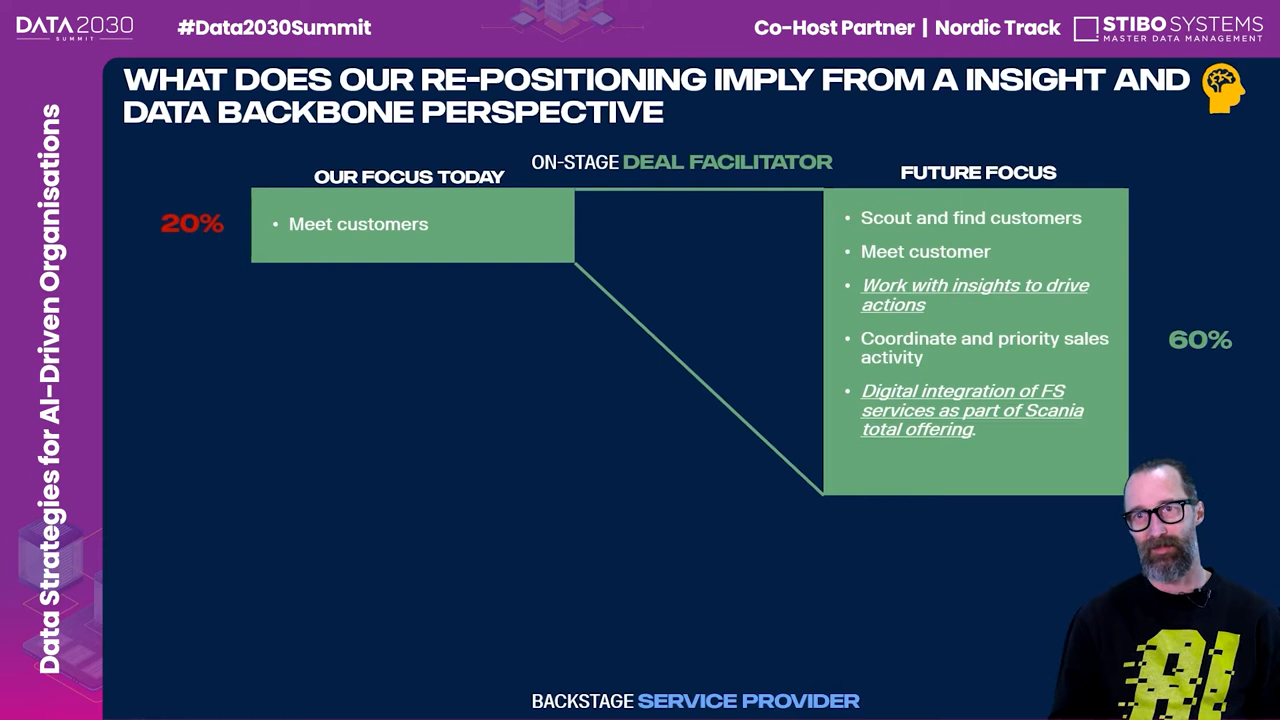 DATA2030
SUMMIT
#Data2030Summit
Co-Host Partner | Nordic Track
STIBO SYSTEMS
MASTER DATA MANAGEMENT
Data Strategies for AI-Driven Organisations
WHAT DOES OUR RE-POSITIONING IMPLY FROM A INSIGHT AND
DATA BACKBONE PERSPECTIVE
ON-STAGE DEAL FACILITATOR
OUR FOCUS TODAY
FUTURE FOCUS
20%
• Meet customers
• Scout and find customers
• Meet customer
• Work with insights to drive
actions
• Coordinate and priority sales
activity
• Digital integration of FS
services as part of Scania
total offering.
60%
AI
BACKSTAGE SERVICE PROVIDER